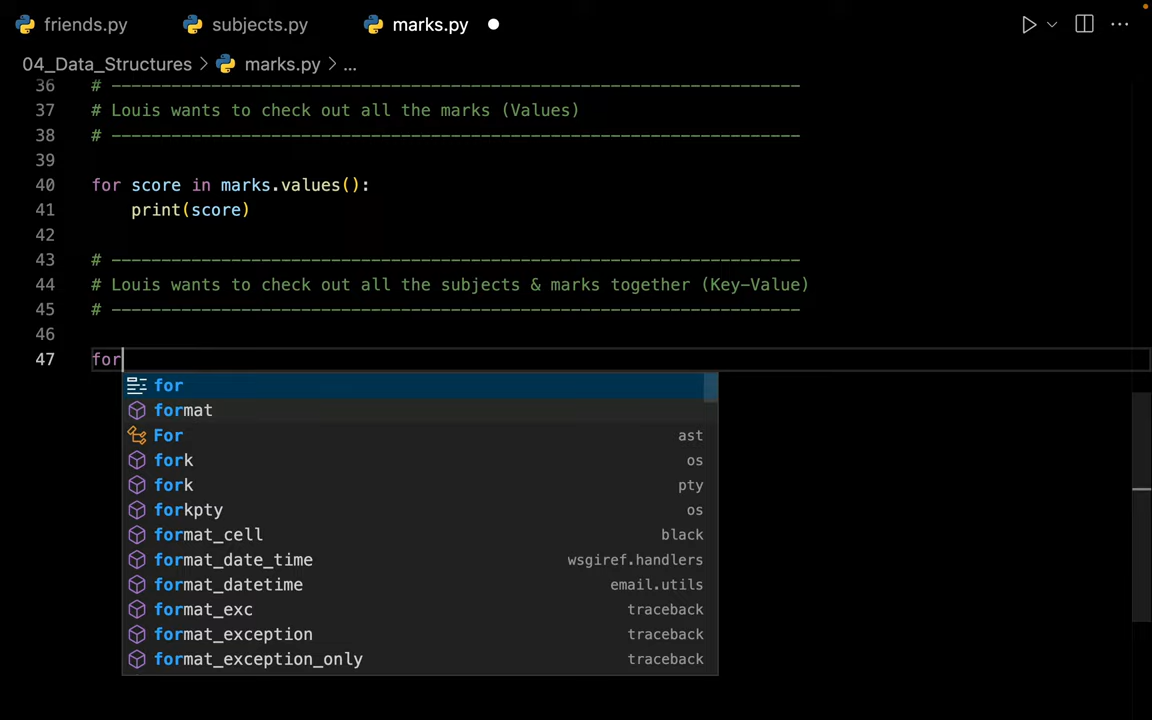 friends.py subjects.py marks.py
04_Data_Structures > marks.py > ...
36 # ---------------------------------------------------------------------
37 # Louis wants to check out all the marks (Values)
38 # ---------------------------------------------------------------------
39
40 for score in marks.values():
41 print(score)
42
43 # ---------------------------------------------------------------------
44 # Louis wants to check out all the subjects & marks together (Key-Value)
45 # ---------------------------------------------------------------------
46
47 for
for
format
For ast
fork os
fork pty
forkpty os
format_cell black
format_date_time wsgiref.handlers
format_datetime email.utils
format_exc traceback
format_exception traceback
format_exception_only traceback